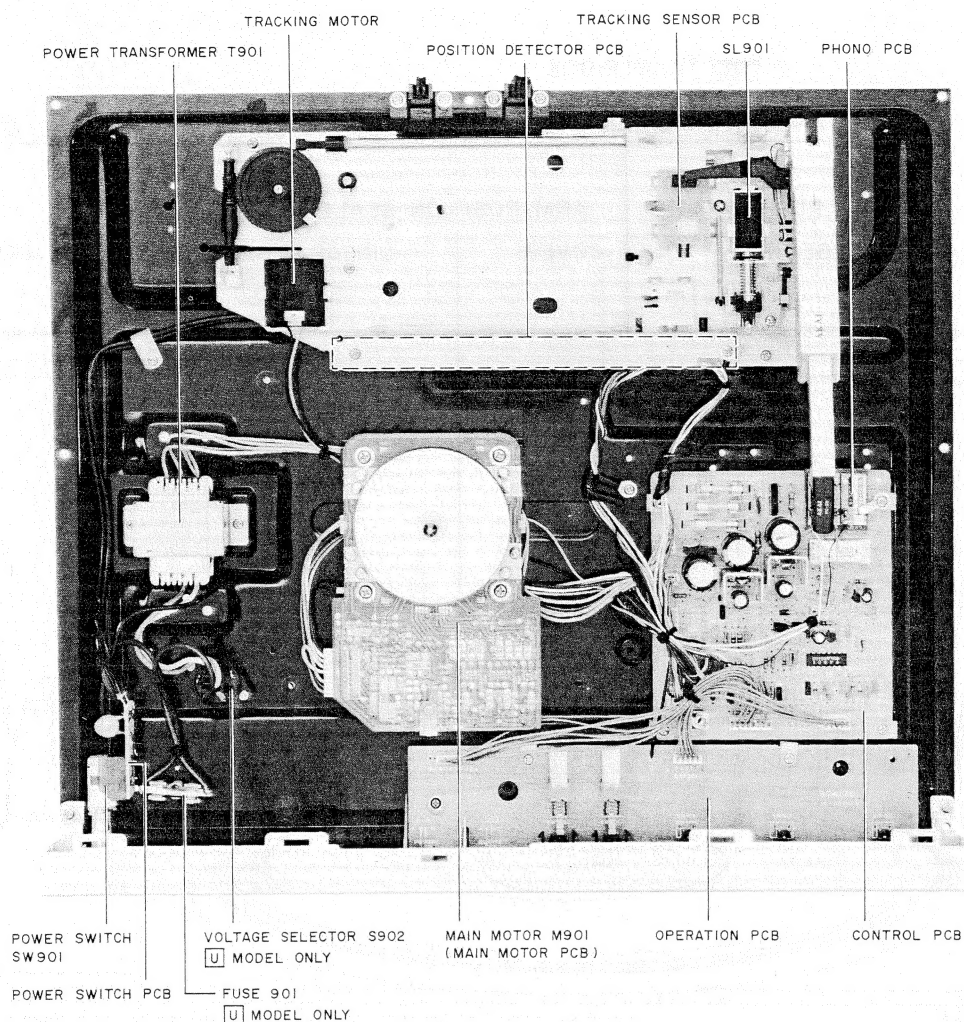 TRACKING MOTOR
TRACKING SENSOR PCB
POWER TRANSFORMER T901
POSITION DETECTOR PCB
SL901
PHONO PCB
AKAI
POWER SWITCH
SW901
VOLTAGE SELECTOR S902
U MODEL ONLY
MAIN MOTOR M901
(MAIN MOTOR PCB)
OPERATION PCB
CONTROL PCB
POWER SWITCH PCB
FUSE 901
U MODEL ONLY